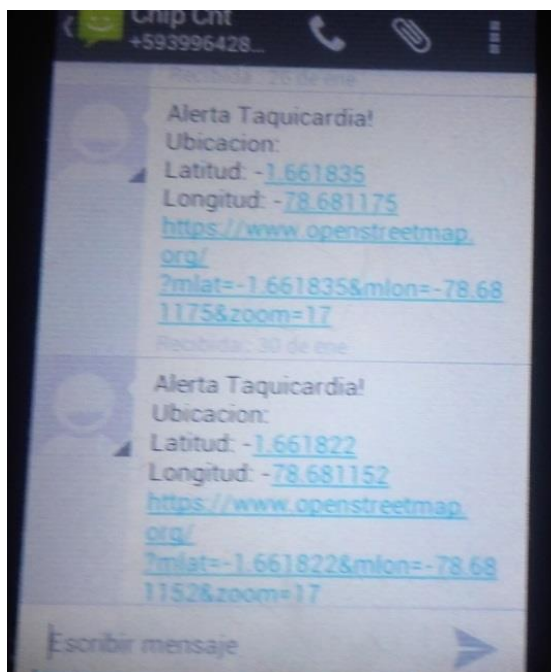 Chip Cnt
+593996428...
Recibida: 26 de ene
Alerta Taquicardia!
Ubicacion:
Latitud: -1.661835
Longitud: -78.681175
https://www.openstreetmap.
org/
?mlat=-1.661835&mlon=-78.68
1175&zoom=17
Recibida: 30 de ene
Alerta Taquicardia!
Ubicacion:
Latitud: -1.661822
Longitud: -78.681152
https://www.openstreetmap.
org/
?mlat=-1.661822&mlon=-78.68
1152&zoom=17
Escribir mensaje